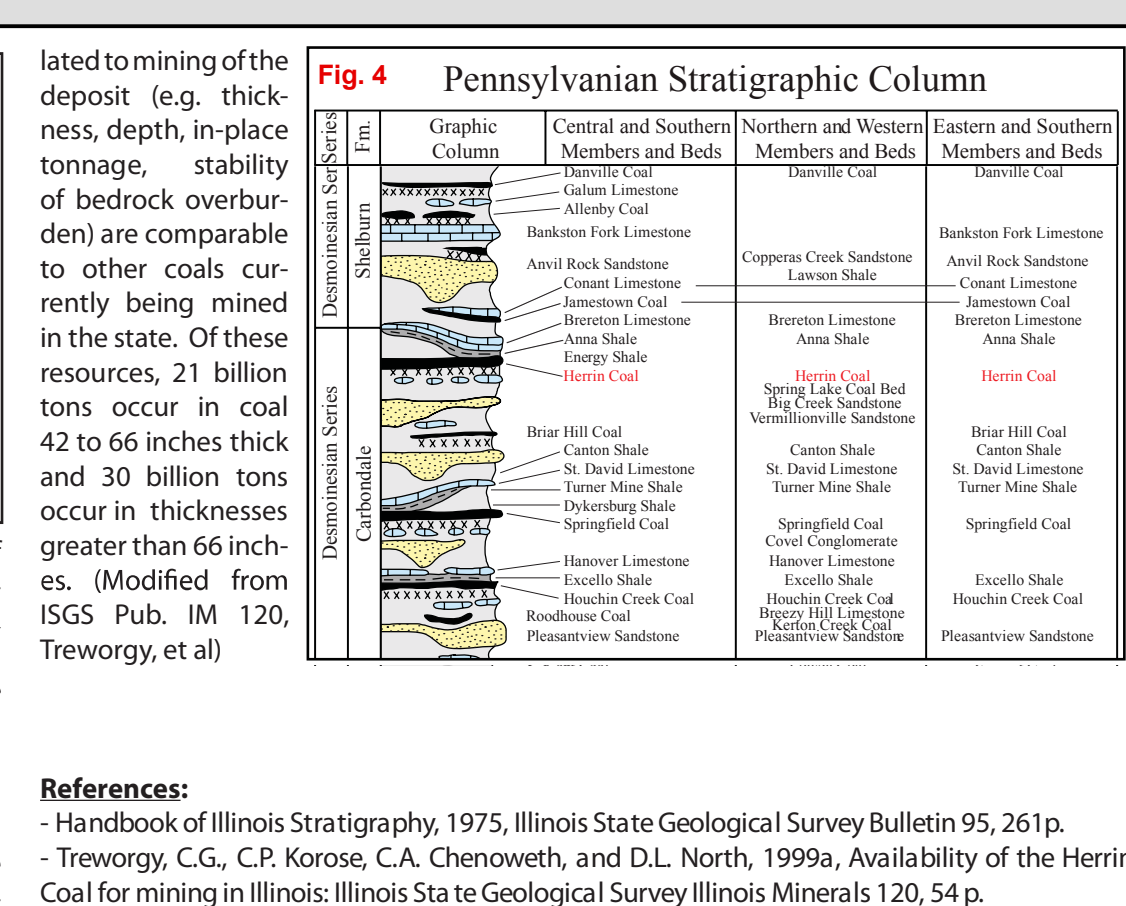 lated to mining of the
deposit (e.g. thick-
ness, depth, in-place
tonnage, stability
of bedrock overbur-
den) are comparable
to other coals cur-
rently being mined
in the state. Of these
resources, 21 billion
tons occur in coal
42 to 66 inches thick
and 30 billion tons
occur in thicknesses
greater than 66 inch-
es. (Modified from
ISGS Pub. IM 120,
Treworgy, et al)
Fig. 4 Pennsylvanian Stratigraphic Column
Series
Fm.
Graphic
Column
Central and Southern
Members and Beds
Northern and Western
Members and Beds
Eastern and Southern
Members and Beds
Desmoinesian Series
Shelburn
Desmoinesian Series
Carbondale
Danville Coal
Galum Limestone
Allenby Coal
Bankston Fork Limestone
Anvil Rock Sandstone
Conant Limestone
Jamestown Coal
Brereton Limestone
Anna Shale
Energy Shale
Herrin Coal
Briar Hill Coal
Canton Shale
St. David Limestone
Turner Mine Shale
Dykersburg Shale
Springfield Coal
Hanover Limestone
Excello Shale
Houchin Creek Coal
Roodhouse Coal
Pleasantview Sandstone
Danville Coal
Copperas Creek Sandstone
Lawson Shale
Brereton Limestone
Anna Shale
Herrin Coal
Spring Lake Coal Bed
Big Creek Sandstone
Vermillionville Sandstone
Canton Shale
St. David Limestone
Turner Mine Shale
Springfield Coal
Covel Conglomerate
Hanover Limestone
Excello Shale
Houchin Creek Coal
Breezy Hill Limestone
Kerton Creek Coal
Pleasantview Sandstone
Danville Coal
Bankston Fork Limestone
Anvil Rock Sandstone
Conant Limestone
Jamestown Coal
Brereton Limestone
Anna Shale
Herrin Coal
Briar Hill Coal
Canton Shale
St. David Limestone
Turner Mine Shale
Springfield Coal
Excello Shale
Houchin Creek Coal
Pleasantview Sandstone
References:
- Handbook of Illinois Stratigraphy, 1975, Illinois State Geological Survey Bulletin 95, 261p.
- Treworgy, C.G., C.P. Korose, C.A. Chenoweth, and D.L. North, 1999a, Availability of the Herrin
Coal for mining in Illinois: Illinois Sta te Geological Survey Illinois Minerals 120, 54 p.